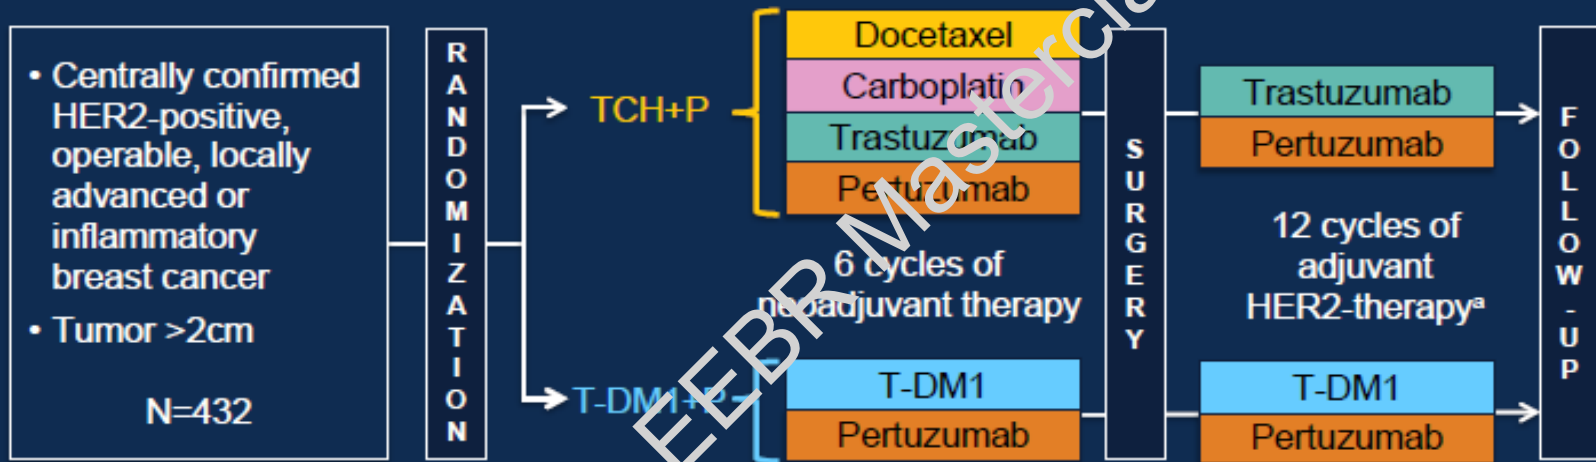 • Centrally confirmed
HER2-positive,
operable, locally
advanced or
inflammatory
breast cancer
• Tumor >2cm
N=432
RANDOMIZATION
TCH+P
Docetaxel
Carboplatin
Trastuzumab
Pertuzumab
6 cycles of
neoadjuvant therapy
T-DM1+P
T-DM1
Pertuzumab
SURGERY
Trastuzumab
Pertuzumab
12 cycles of
adjuvant
HER2-therapyᵃ
T-DM1
Pertuzumab
FOLLOW-UP